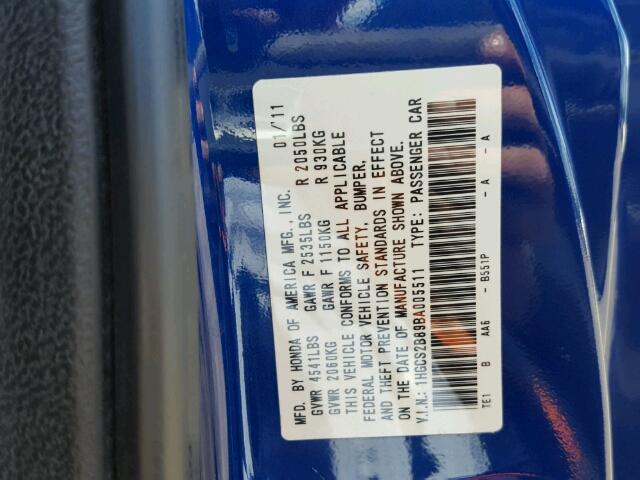 MFD. BY HONDA OF AMERICA MFG., INC. 01/'11
GVWR 4541LBS GAWR F 2535LBS R 2050LBS
GVWR 2060KG GAWR F 1150KG R 930KG
THIS VEHICLE CONFORMS TO ALL APPLICABLE
FEDERAL MOTOR VEHICLE SAFETY, BUMPER,
AND THEFT PREVENTION STANDARDS IN EFFECT
ON THE DATE OF MANUFACTURE SHOWN ABOVE.
V.I.N.: 1HGCS2B89BA005511 TYPE: PASSENGER CAR
TE1 B AA6 - B551P - A - A